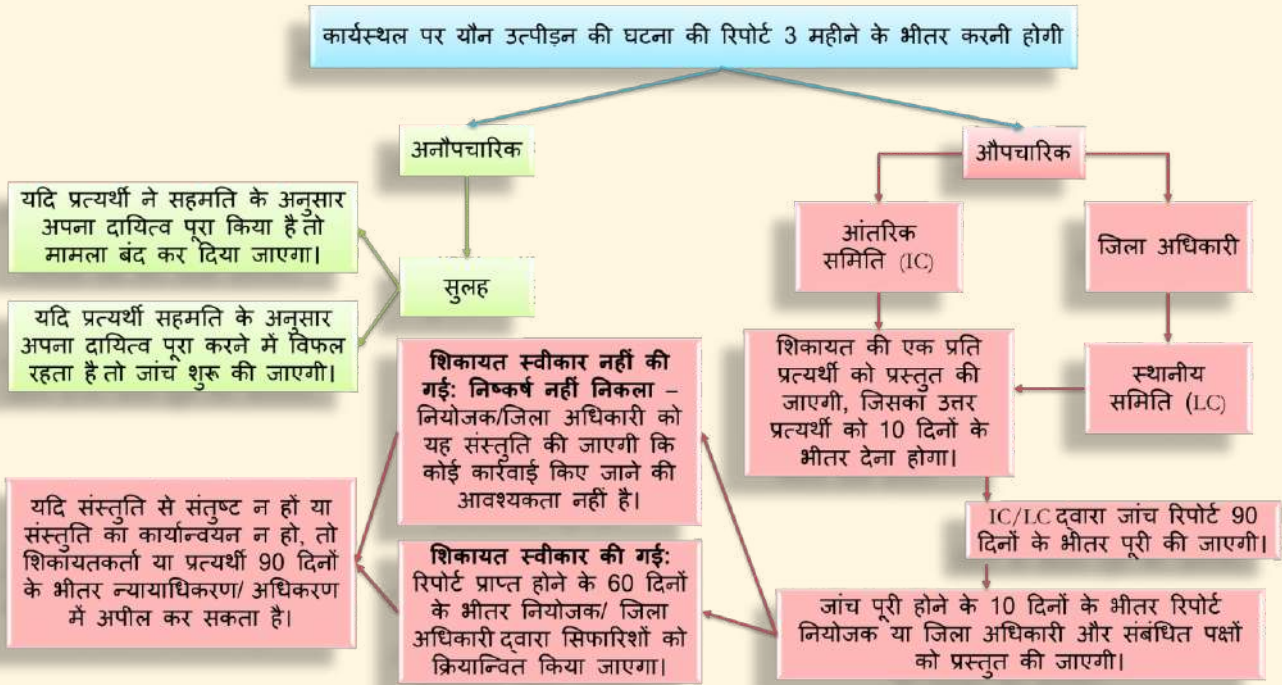 कार्यस्थल पर यौन उत्पीड़न की घटना की रिपोर्ट 3 महीने के भीतर करनी होगी
अनौपचारिक
सुलह
यदि प्रत्यर्थी ने सहमति के अनुसार
अपना दायित्व पूरा किया है तो
मामला बंद कर दिया जाएगा।
यदि प्रत्यर्थी सहमति के अनुसार
अपना दायित्व पूरा करने में विफल
रहता है तो जांच शुरू की जाएगी।
औपचारिक
आंतरिक
समिति (IC)
जिला अधिकारी
स्थानीय
समिति (LC)
शिकायत की एक प्रति
प्रत्यर्थी को प्रस्तुत की
जाएगी, जिसका उत्तर
प्रत्यर्थी को 10 दिनों के
भीतर देना होगा।
IC/LC द्वारा जांच रिपोर्ट 90
दिनों के भीतर पूरी की जाएगी।
जांच पूरी होने के 10 दिनों के भीतर रिपोर्ट
नियोजक या जिला अधिकारी और संबंधित पक्षों
को प्रस्तुत की जाएगी।
शिकायत स्वीकार नहीं की
गई: निष्कर्ष नहीं निकला –
नियोजक/जिला अधिकारी को
यह संस्तुति की जाएगी कि
कोई कार्रवाई किए जाने की
आवश्यकता नहीं है।
शिकायत स्वीकार की गई:
रिपोर्ट प्राप्त होने के 60 दिनों
के भीतर नियोजक/ जिला
अधिकारी द्वारा सिफारिशों को
क्रियान्वित किया जाएगा।
यदि संस्तुति से संतुष्ट न हों या
संस्तुति का कार्यान्वयन न हो, तो
शिकायतकर्ता या प्रत्यर्थी 90 दिनों
के भीतर न्यायाधिकरण/ अधिकरण
में अपील कर सकता है।